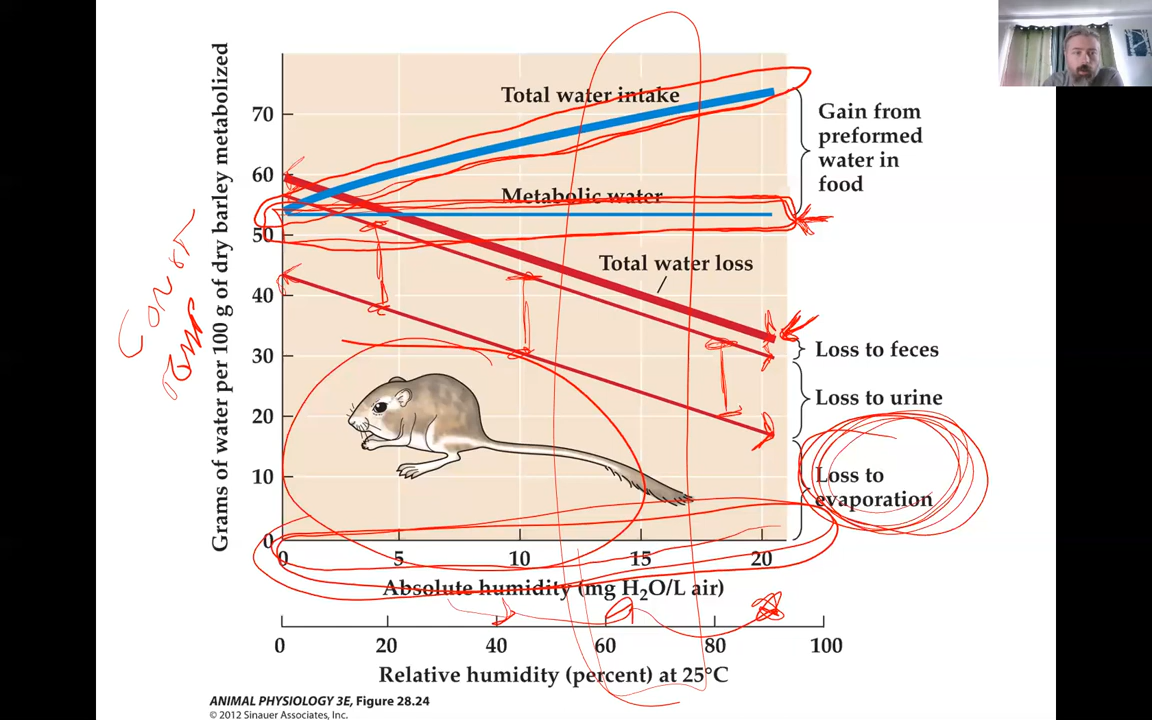 Grams of water per 100 g of dry barley metabolized
70
60
50
40
30
20
10
0
Total water intake
Metabolic water
Total water loss
Gain from
preformed
water in
food
Loss to feces
Loss to urine
Loss to
evaporation
0 5 10 15 20
Absolute humidity (mg H₂O/L air)
0 20 40 60 80 100
Relative humidity (percent) at 25°C
ANIMAL PHYSIOLOGY 3E, Figure 28.24
© 2012 Sinauer Associates, Inc.